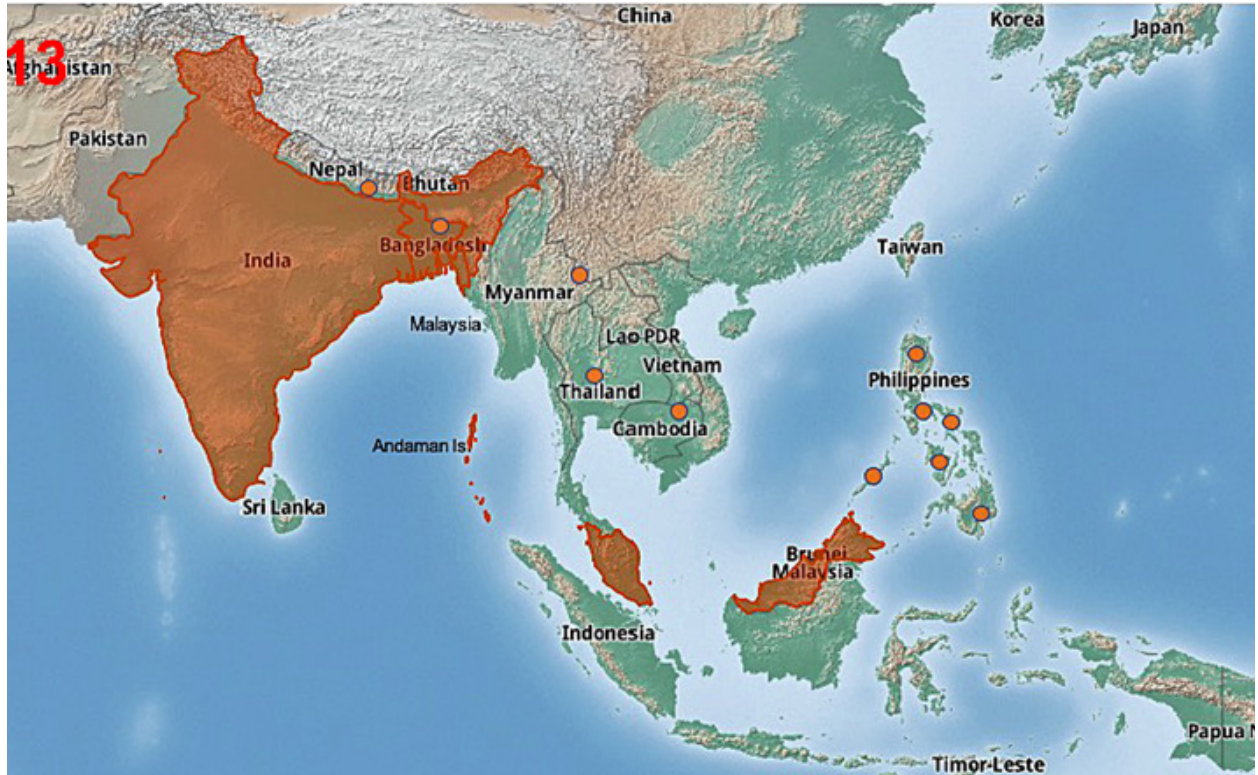 China
Korea
Japan
13
Afghanistan
Pakistan
Nepal
Bhutan
Taiwan
India
Bangladesh
Myanmar
Malaysia
Lao PDR
Vietnam
Philippines
Thailand
Cambodia
Andaman Is
Sri Lanka
Brunei
Malaysia
Indonesia
Papua N
Timor-Leste